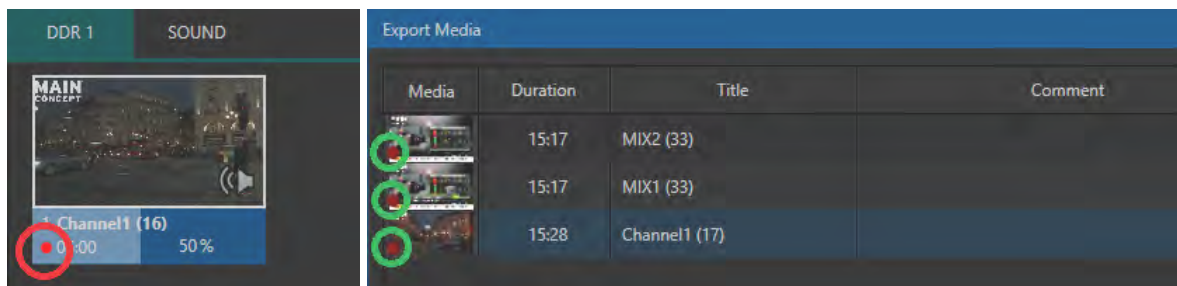 DDR 1 SOUND
MAIN
CONCEPT
Channel1 (16)
50%
Export Media
Media Duration Title Comment
15:17 MIX2 (33)
15:17 MIX1 (33)
15:28 Channel1 (17)